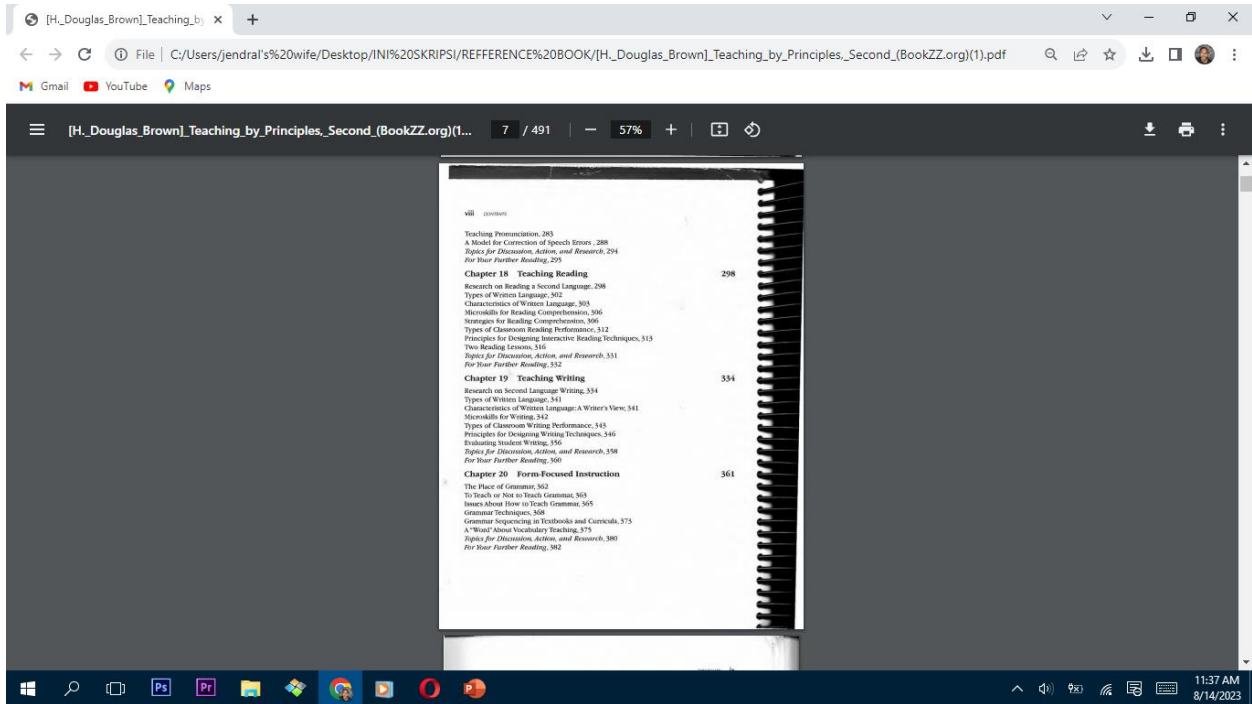 [H._Douglas_Brown]_Teaching_by
File | C:/Users/jendral's%20wife/Desktop/INI%20SKRIPSI/REFFERENCE%20BOOK/[H._Douglas_Brown]_Teaching_by_Principles,_Second_(BookZZ.org)(1).pdf
Gmail YouTube Maps
[H._Douglas_Brown]_Teaching_by_Principles,_Second_(BookZZ.org)(1... 7 / 491 | − 57% +
viii CONTENTS
Teaching Pronunciation, 283
A Model for Correction of Speech Errors , 288
Topics for Discussion, Action, and Research, 294
For Your Further Reading, 295
Chapter 18 Teaching Reading 298
Research on Reading a Second Language, 298
Types of Written Language, 302
Characteristics of Written Language, 303
Microskills for Reading Comprehension, 306
Strategies for Reading Comprehension, 306
Types of Classroom Reading Performance, 312
Principles for Designing Interactive Reading Techniques, 313
Two Reading Lessons, 316
Topics for Discussion, Action, and Research, 331
For Your Further Reading, 332
Chapter 19 Teaching Writing 334
Research on Second Language Writing, 334
Types of Written Language, 341
Characteristics of Written Language: A Writer's View, 341
Microskills for Writing, 342
Types of Classroom Writing Performance, 343
Principles for Designing Writing Techniques, 346
Evaluating Student Writing, 356
Topics for Discussion, Action, and Research, 358
For Your Further Reading, 360
Chapter 20 Form-Focused Instruction 361
The Place of Grammar, 362
To Teach or Not to Teach Grammar, 363
Issues About How to Teach Grammar, 365
Grammar Techniques, 368
Grammar Sequencing in Textbooks and Curricula, 373
A "Word" About Vocabulary Teaching, 375
Topics for Discussion, Action, and Research, 380
For Your Further Reading, 382
Ps Pr
11:37 AM
8/14/2023